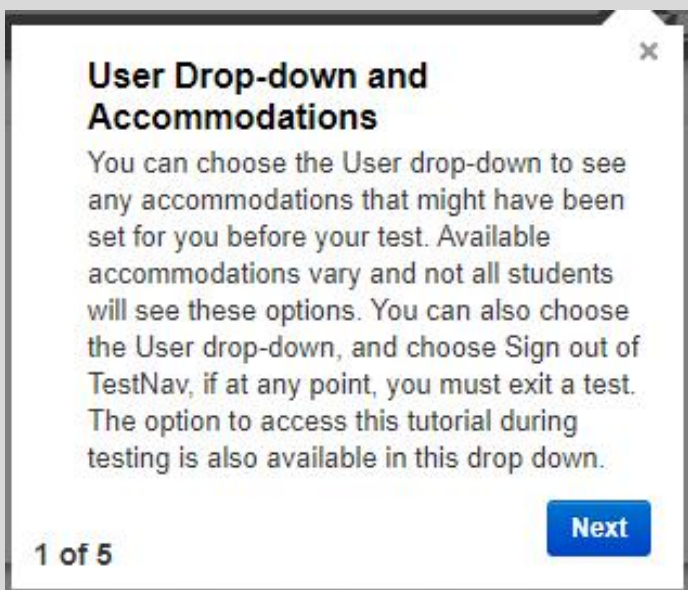 User Drop-down and
Accommodations
You can choose the User drop-down to see
any accommodations that might have been
set for you before your test. Available
accommodations vary and not all students
will see these options. You can also choose
the User drop-down, and choose Sign out of
TestNav, if at any point, you must exit a test.
The option to access this tutorial during
testing is also available in this drop down.
Next
1 of 5